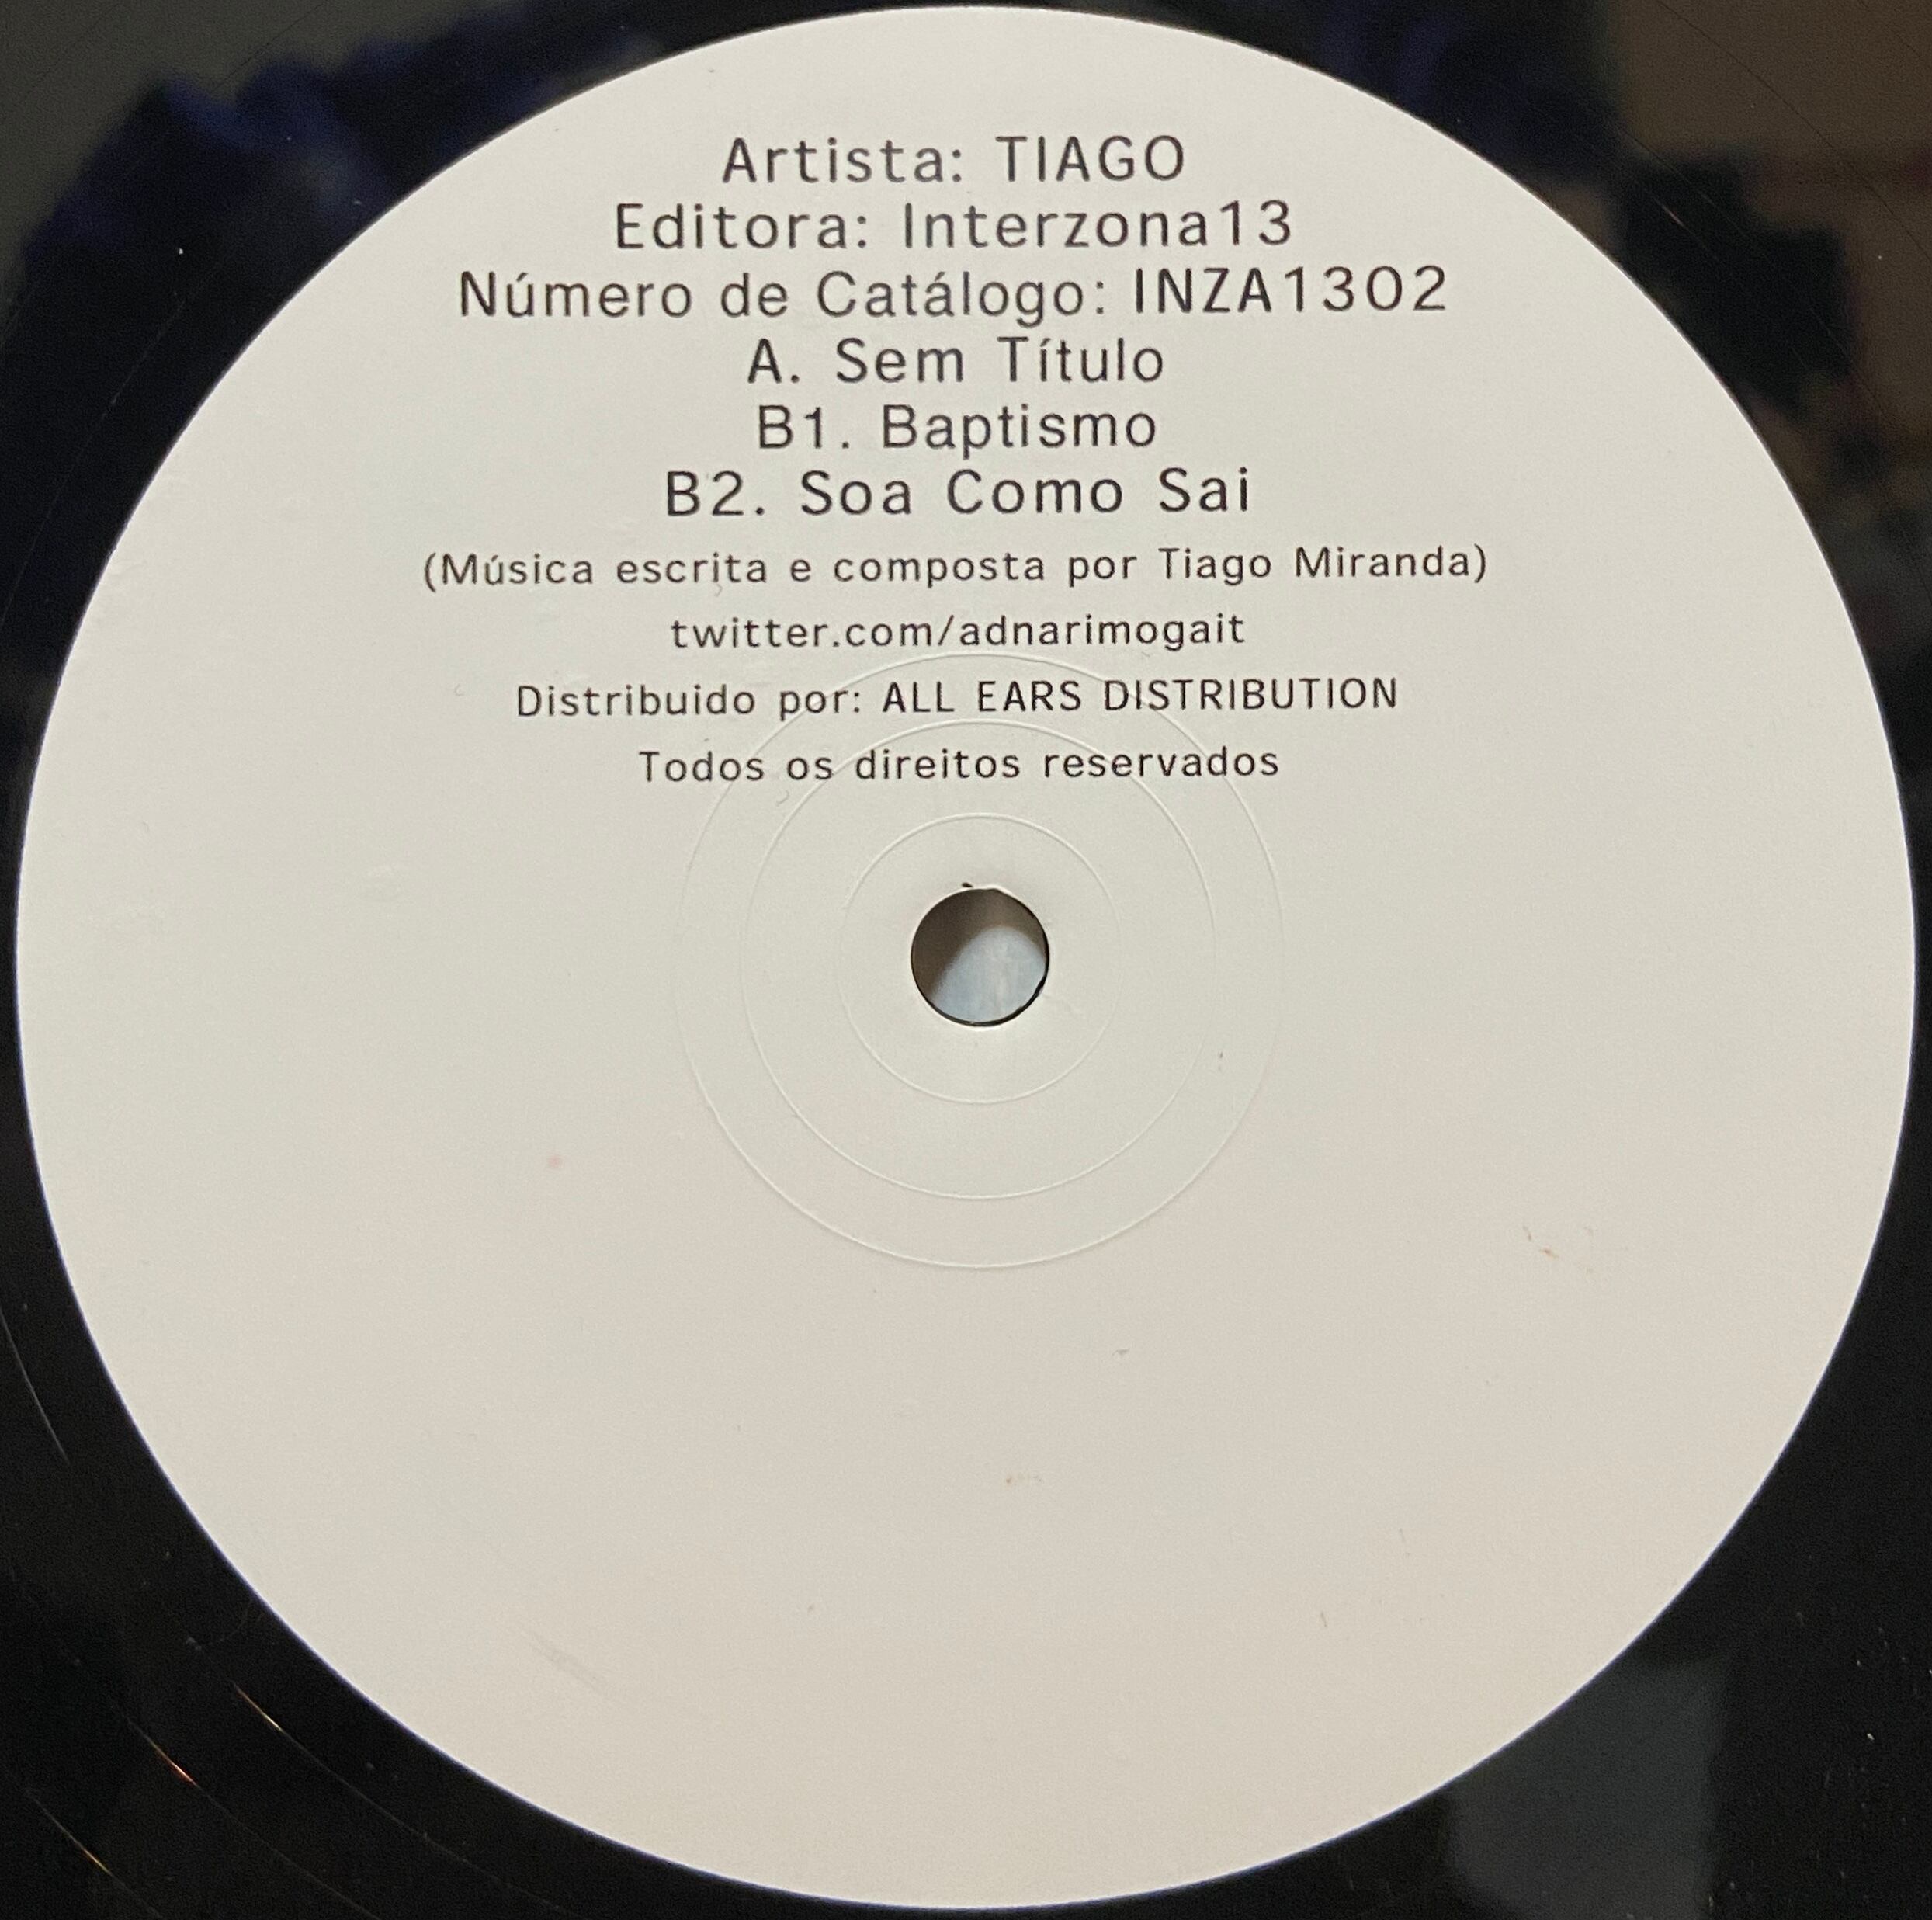 Artista: TIAGO
Editora: Interzona13
Número de Catálogo: INZA1302
A. Sem Título
B1. Baptismo
B2. Soa Como Sai
(Música escrita e composta por Tiago Miranda)
twitter.com/adnarimogait
Distribuido por: ALL EARS DISTRIBUTION
Todos os direitos reservados